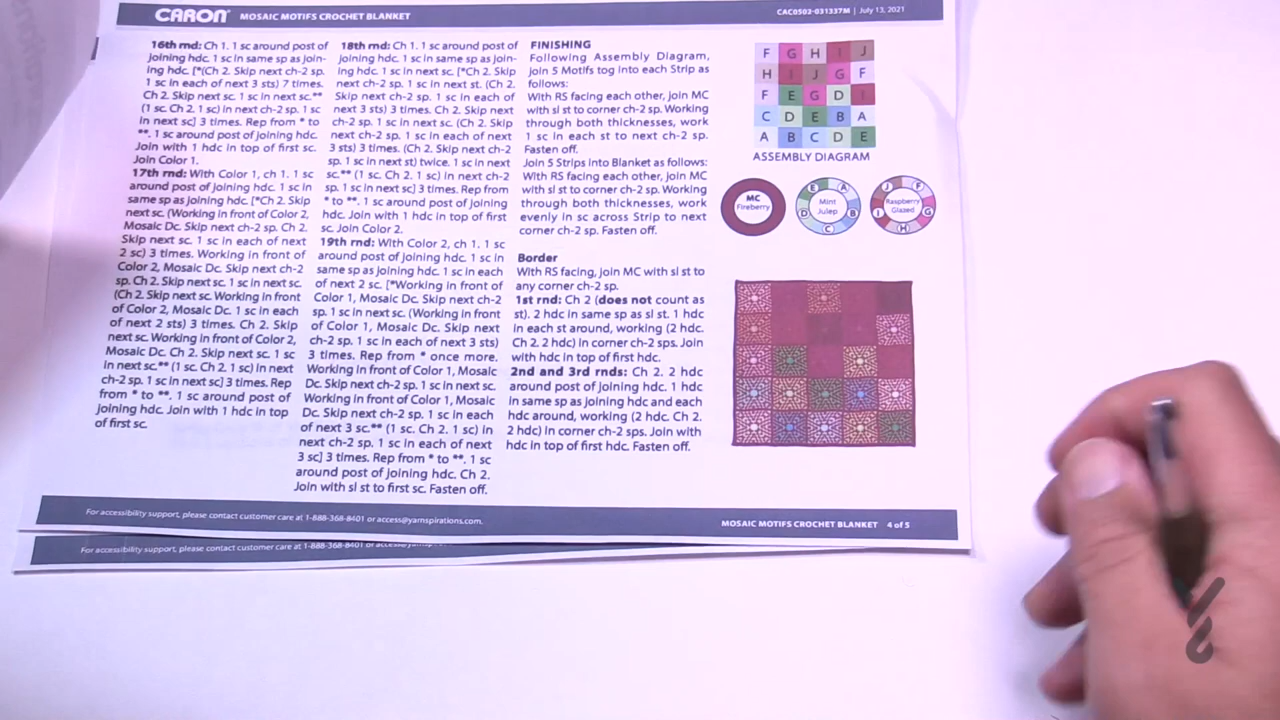 CARON® MOSAIC MOTIFS CROCHET BLANKET
CAC0502-031337M | July 13, 2021
16th rnd: Ch 1. 1 sc around post of
joining hdc. 1 sc in same sp as join-
ing hdc. [*(Ch 2. Skip next ch-2 sp.
1 sc in each of next 3 sts) 7 times.
Ch 2. Skip next sc. 1 sc in next sc.**
(1 sc. Ch 2. 1 sc) in next ch-2 sp. 1 sc
in next sc] 3 times. Rep from * to
**. 1 sc around post of joining hdc.
Join with 1 hdc in top of first sc.
Join Color 1.
17th rnd: With Color 1, ch 1. 1 sc
around post of joining hdc. 1 sc in
same sp as joining hdc. [*Ch 2. Skip
next sc. (Working in front of Color 2,
Mosaic Dc. Skip next ch-2 sp. Ch 2.
Skip next sc. 1 sc in each of next
2 sc) 3 times. Working in front of
Color 2, Mosaic Dc. Skip next ch-2
sp. Ch 2. Skip next sc. 1 sc in next sc.
(Ch 2. Skip next sc. Working in front
of Color 2, Mosaic Dc. 1 sc in each
of next 2 sts) 3 times. Ch 2. Skip
next sc. Working in front of Color 2,
Mosaic Dc. Ch 2. Skip next sc. 1 sc
in next sc.** (1 sc. Ch 2. 1 sc) in next
ch-2 sp. 1 sc in next sc] 3 times. Rep
from * to **. 1 sc around post of
joining hdc. Join with 1 hdc in top
of first sc.
18th rnd: Ch 1. 1 sc around post of
joining hdc. 1 sc in same sp as joining
hdc. 1 sc in next sc. [*Ch 2. Skip
next ch-2 sp. 1 sc in next st. (Ch 2.
Skip next ch-2 sp. 1 sc in each of
next 3 sts) 3 times. Ch 2. Skip next
ch-2 sp. 1 sc in next sc. (Ch 2. Skip
next ch-2 sp. 1 sc in each of next
3 sts) 3 times. (Ch 2. Skip next ch-2
sp. 1 sc in next st) twice. 1 sc in next
sc.** (1 sc. Ch 2. 1 sc) in next ch-2
sp. 1 sc in next sc] 3 times. Rep from
* to **. 1 sc around post of joining
hdc. Join with 1 hdc in top of first
sc. Join Color 2.
19th rnd: With Color 2, ch 1. 1 sc
around post of joining hdc. 1 sc in
same sp as joining hdc. 1 sc in each
of next 2 sc. [*Working in front of
Color 1, Mosaic Dc. Skip next ch-2
sp. 1 sc in next sc. (Working in front
of Color 1, Mosaic Dc. Skip next
ch-2 sp. 1 sc in each of next 3 sts)
3 times. Rep from * once more.
Working in front of Color 1, Mosaic
Dc. Skip next ch-2 sp. 1 sc in next sc.
Working in front of Color 1, Mosaic
Dc. Skip next ch-2 sp. 1 sc in each
of next 3 sc.** (1 sc. Ch 2. 1 sc) in
next ch-2 sp. 1 sc in each of next
3 sc] 3 times. Rep from * to **. 1 sc
around post of joining hdc. Ch 2.
Join with sl st to first sc. Fasten off.
FINISHING
Following Assembly Diagram,
join 5 Motifs tog into each Strip as
follows:
With RS facing each other, join MC
with sl st to corner ch-2 sp. Working
through both thicknesses, work
1 sc in each st to next ch-2 sp.
Fasten off.
Join 5 Strips into Blanket as follows:
With RS facing each other, join MC
with sl st to corner ch-2 sp. Working
through both thicknesses, work
evenly in sc across Strip to next
corner ch-2 sp. Fasten off.
Border
With RS facing, join MC with sl st to
any corner ch-2 sp.
1st rnd: Ch 2 (does not count as
st). 2 hdc in same sp as sl st. 1 hdc
in each st around, working (2 hdc.
Ch 2. 2 hdc) in corner ch-2 sps. Join
with hdc in top of first hdc.
2nd and 3rd rnds: Ch 2. 2 hdc
around post of joining hdc. 1 hdc
in same sp as joining hdc and each
hdc around, working (2 hdc. Ch 2.
2 hdc) in corner ch-2 sps. Join with
hdc in top of first hdc. Fasten off.
F G H I J
H I J G F
F E G D I
C D E B A
A B C D E
ASSEMBLY DIAGRAM
MC
Fireberry
E A
Mint
Julep
D B
C
J F
Raspberry
Glazed
I G
H
For accessibility support, please contact customer care at 1-888-368-8401 or access@yarnspirations.com.
MOSAIC MOTIFS CROCHET BLANKET 4 of 5
For accessibility support, please contact customer care at 1-888-368-8401 or